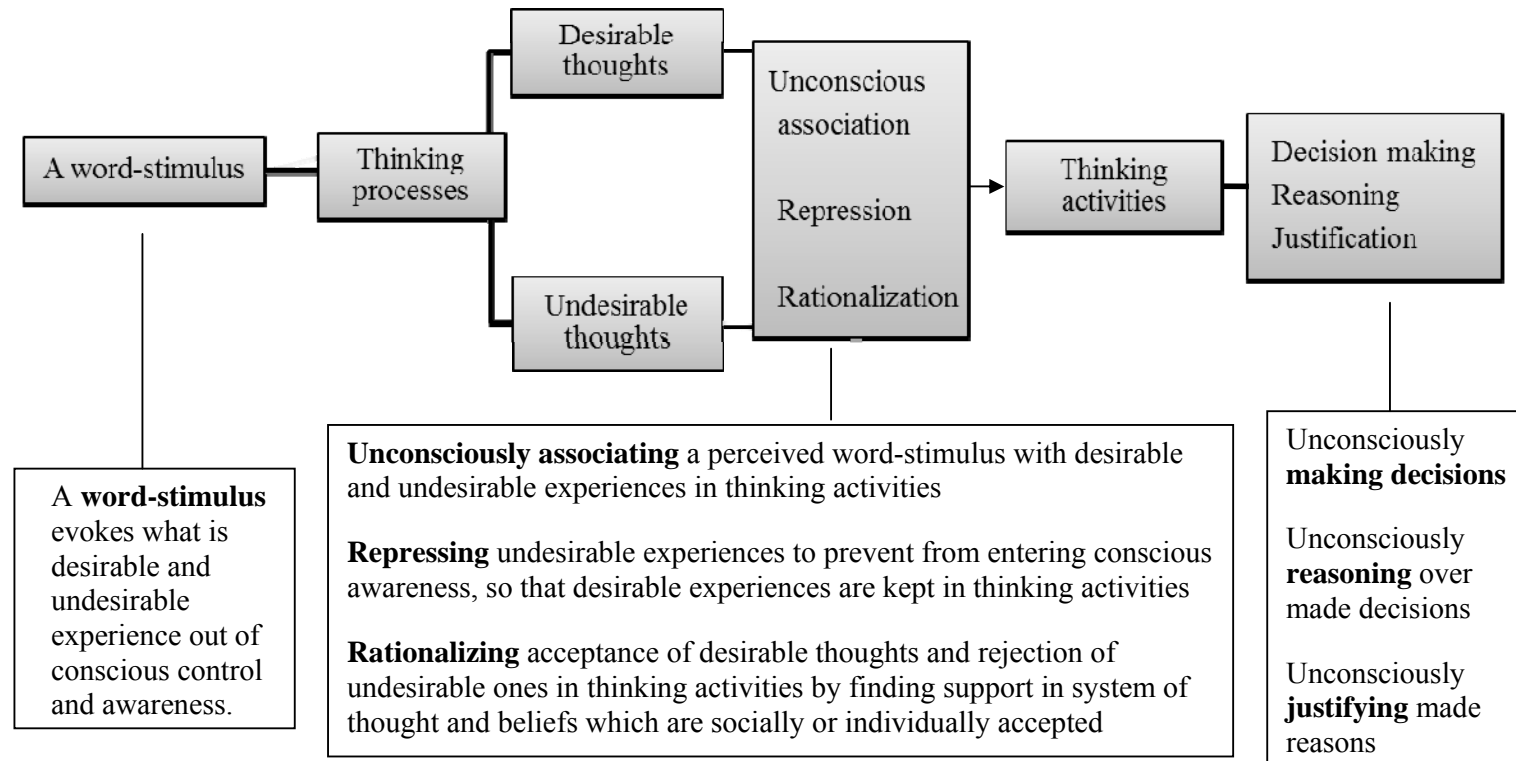 A word-stimulus
Thinking
processes
Desirable
thoughts
Undesirable
thoughts
Unconscious
association
Repression
Rationalization
Thinking
activities
Decision making
Reasoning
Justification
A word-stimulus
evokes what is
desirable and
undesirable
experience out of
conscious control
and awareness.
Unconsciously associating a perceived word-stimulus with desirable
and undesirable experiences in thinking activities
Repressing undesirable experiences to prevent from entering conscious
awareness, so that desirable experiences are kept in thinking activities
Rationalizing acceptance of desirable thoughts and rejection of
undesirable ones in thinking activities by finding support in system of
thought and beliefs which are socially or individually accepted
Unconsciously
making decisions
Unconsciously
reasoning over
made decisions
Unconsciously
justifying made
reasons